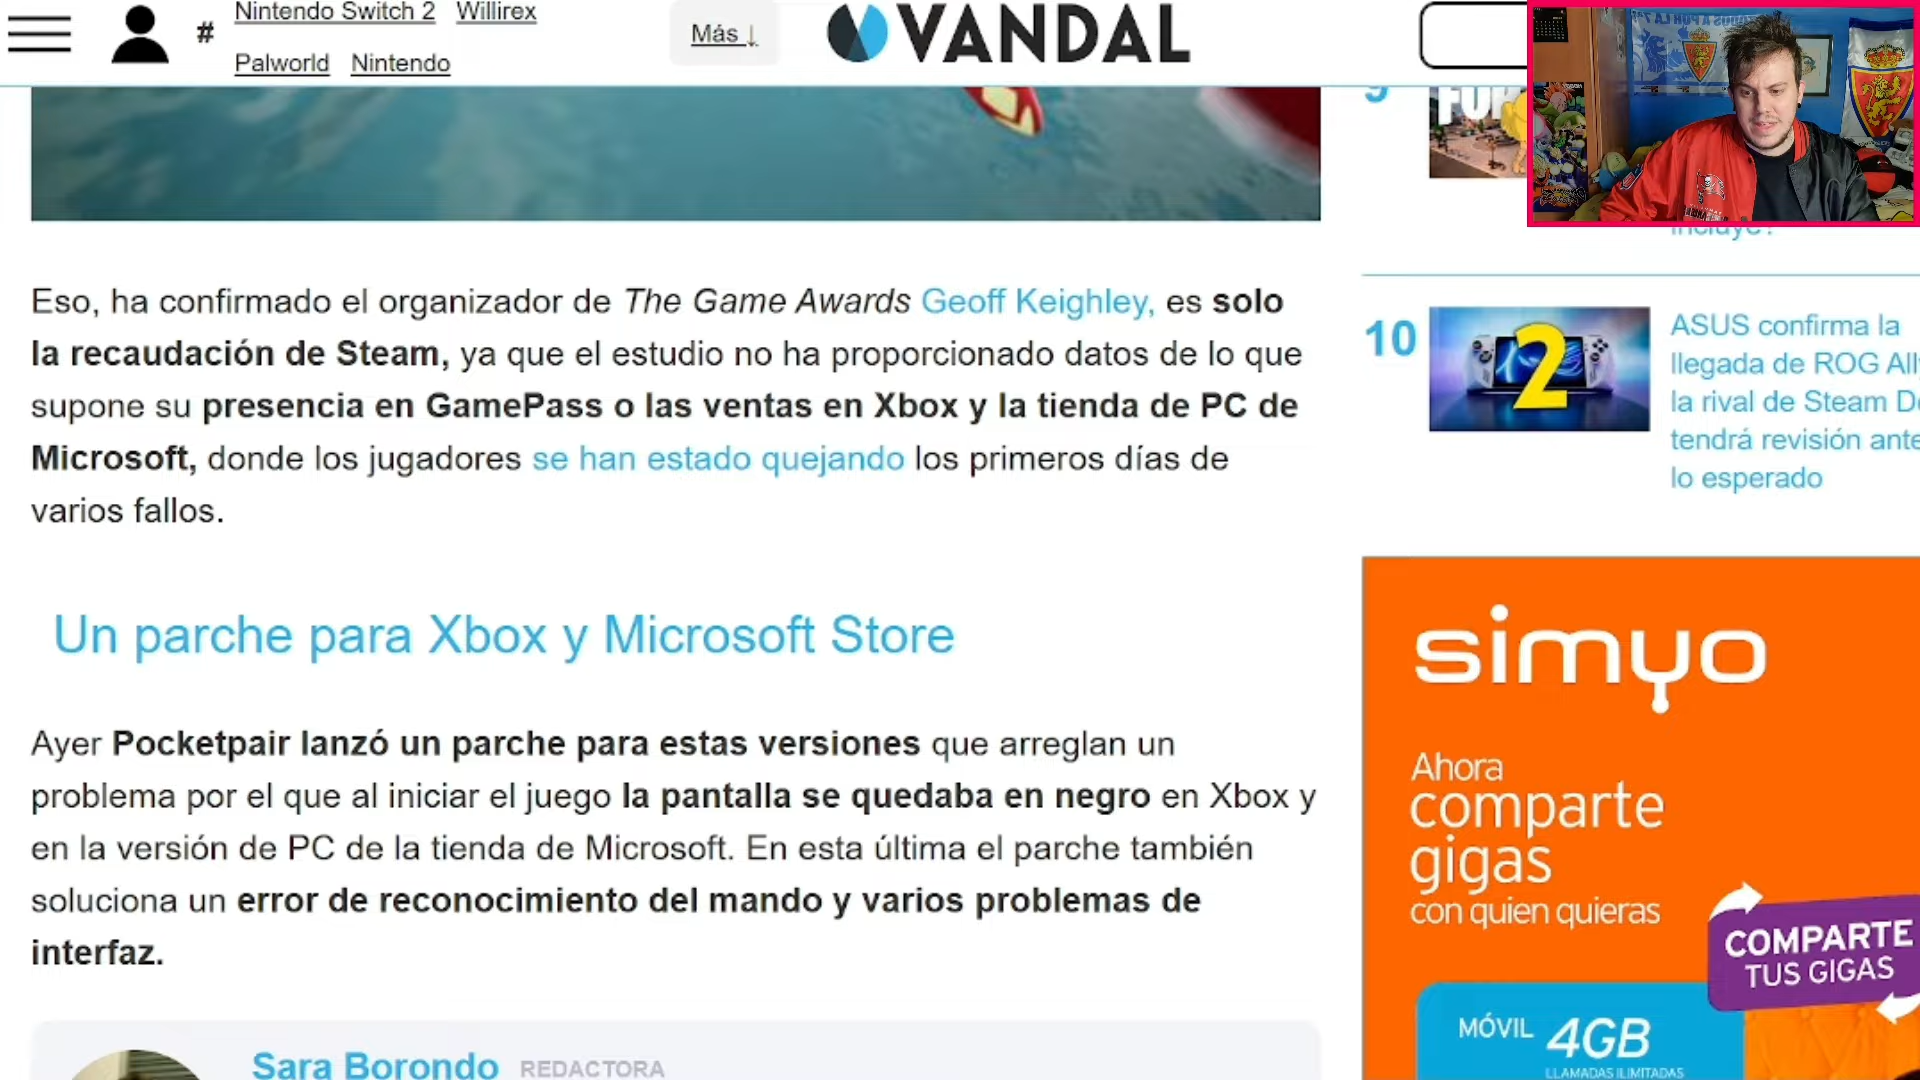 Nintendo Switch 2 Willirex
#
Palworld Nintendo
Más ↓
VANDAL
Eso, ha confirmado el organizador de The Game Awards Geoff Keighley, es solo
la recaudación de Steam, ya que el estudio no ha proporcionado datos de lo que
supone su presencia en GamePass o las ventas en Xbox y la tienda de PC de
Microsoft, donde los jugadores se han estado quejando los primeros días de
varios fallos.
Un parche para Xbox y Microsoft Store
Ayer Pocketpair lanzó un parche para estas versiones que arreglan un
problema por el que al iniciar el juego la pantalla se quedaba en negro en Xbox y
en la versión de PC de la tienda de Microsoft. En esta última el parche también
soluciona un error de reconocimiento del mando y varios problemas de
interfaz.
Sara Borondo REDACTORA
9
incluye?
10
2
ASUS confirma la
llegada de ROG Ally
la rival de Steam De
tendrá revisión ante
lo esperado
simyo
Ahora
comparte
gigas
con quien quieras
COMPARTE
TUS GIGAS
MÓVIL 4GB
LLAMADAS ILIMITADAS